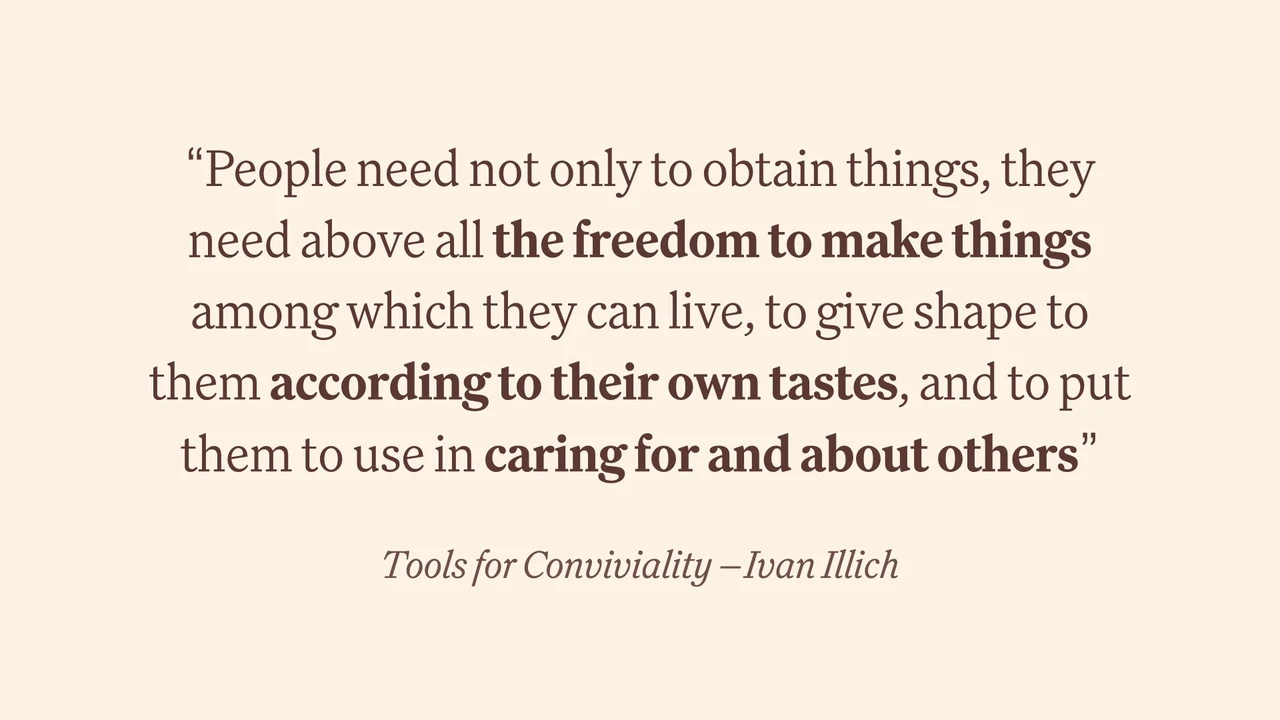 “People need not only to obtain things, they
need above all the freedom to make things
among which they can live, to give shape to
them according to their own tastes, and to put
them to use in caring for and about others”
Tools for Conviviality –Ivan Illich